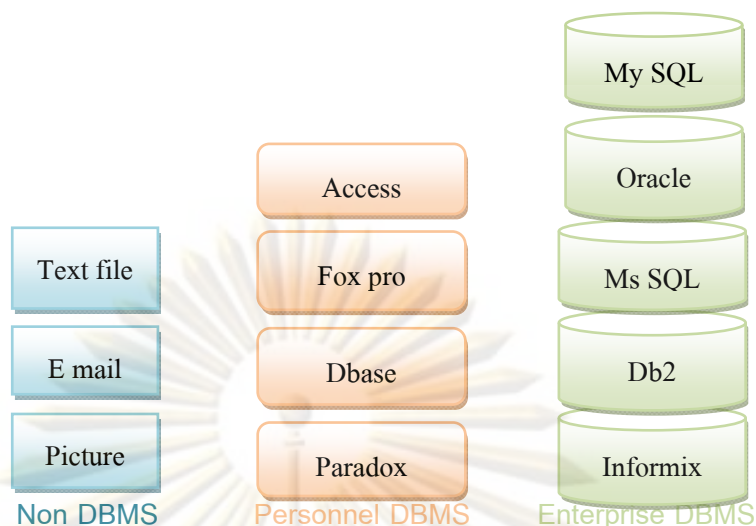 My SQL
Access
Oracle
Text file
Fox pro
Ms SQL
E mail
Dbase
Db2
Picture
Paradox
Informix
Non DBMS
Personnel DBMS
Enterprise DBMS